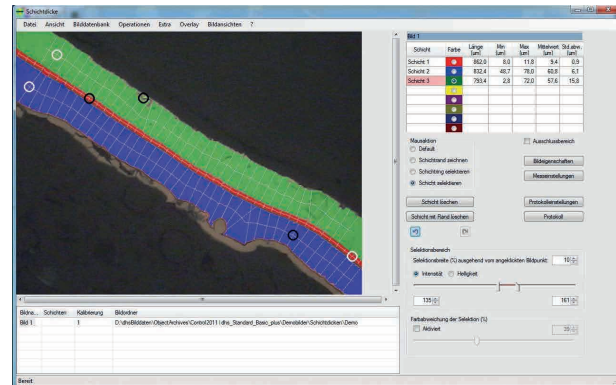 Schichtdicke
Datei Ansicht Bilddatenbank Operationen Extra Overlay Bildansichten ?
Bild 1
Schicht Farbe Länge [µm] Min [µm] Max [µm] Mittelwert [µm] Std.abw. [µm]
Schicht 1 862,0 8,0 11,8 9,4 0,9
Schicht 2 832,4 48,7 78,0 60,8 6,1
Schicht 3 793,4 2,8 72,0 57,6 15,8
Mausaktion
Ausschlussbereich
Default
Schichtrand zeichnen
Bildeigenschaften
Schichtring selektieren
Messeinstellungen
Schicht selektieren
Schicht löschen
Protokolleinstellungen
Schicht mit Rand löschen
Protokoll
Selektionsbereich
Selektionsbreite (%) ausgehend vom angeklickten Bildpunkt: 10
Intensität Helligkeit
135 161
Farbabweichung der Selektion (%)
Aktiviert
Bildna... Schichten Kalibrierung Bildordner
Bild 1 1 D:\dhsBilddaten\ObjectArchives\Control2011 | dhs_Standard_Basic_plus\Demobilder\Schichtdicken\Demo
Bereit